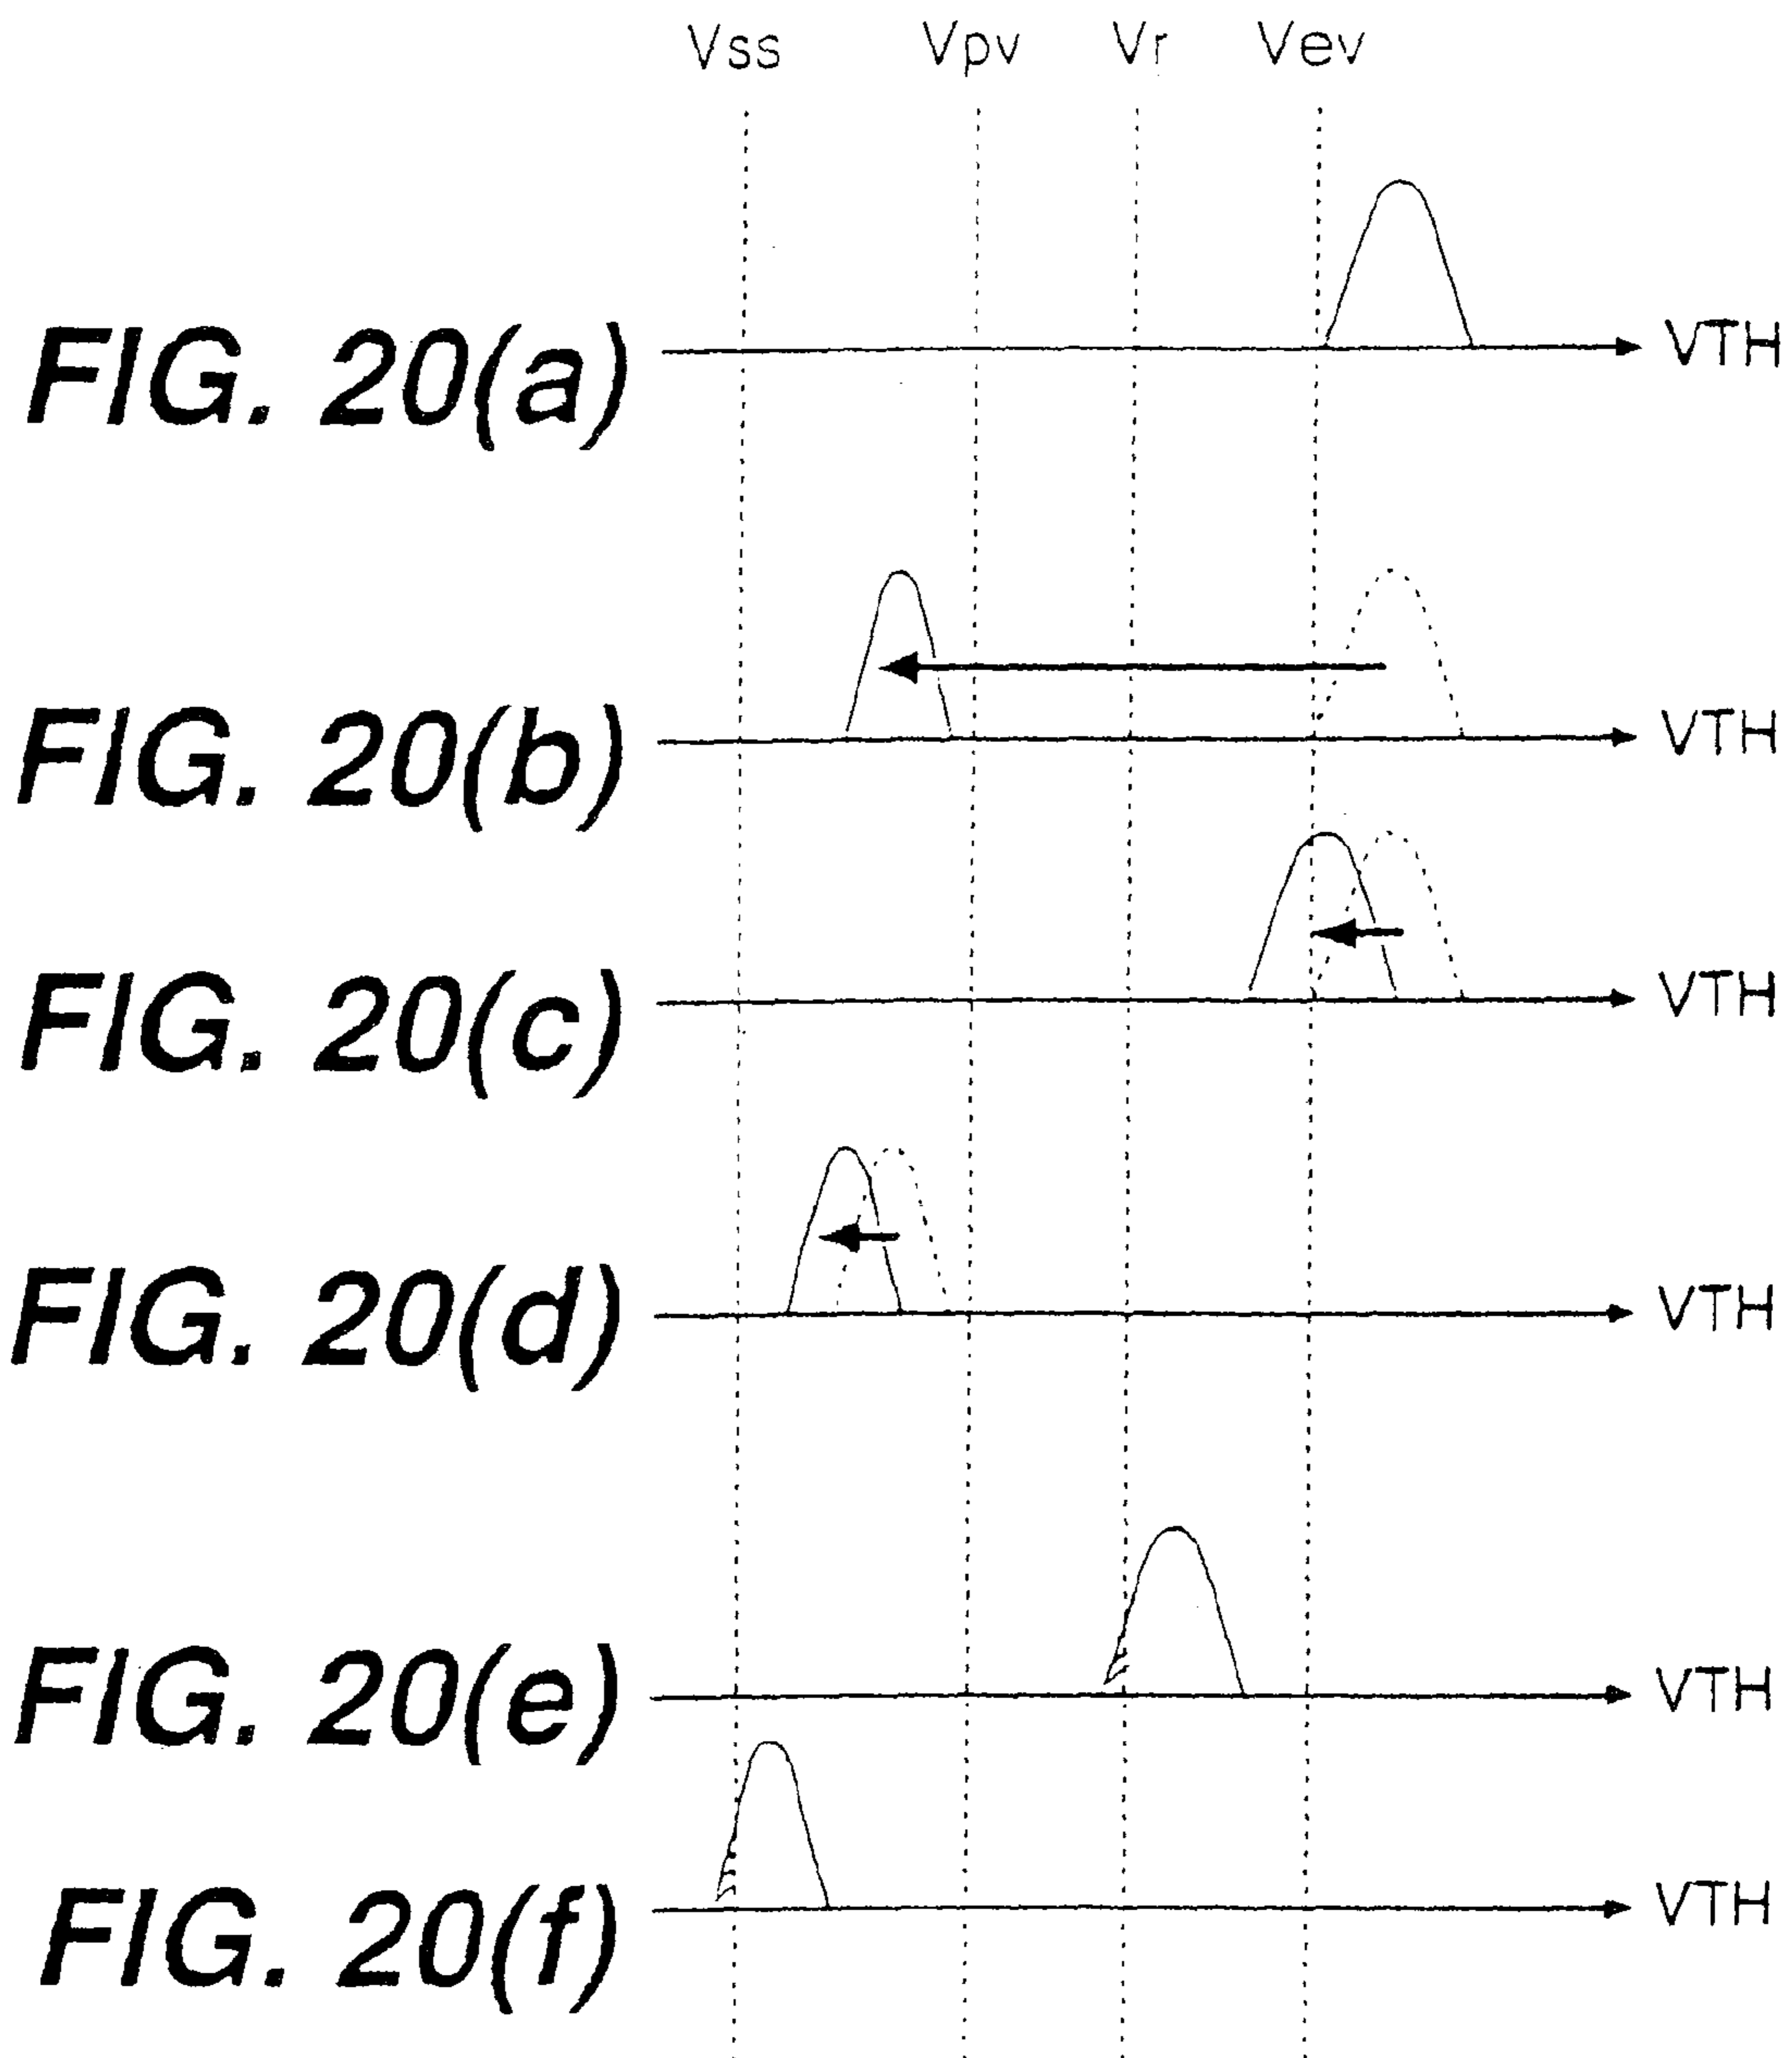 Vss Vpv Vr Vev
FIG. 20(a) VTH
FIG. 20(b) VTH
FIG. 20(c) VTH
FIG. 20(d) VTH
FIG. 20(e) VTH
FIG. 20(f) VTH